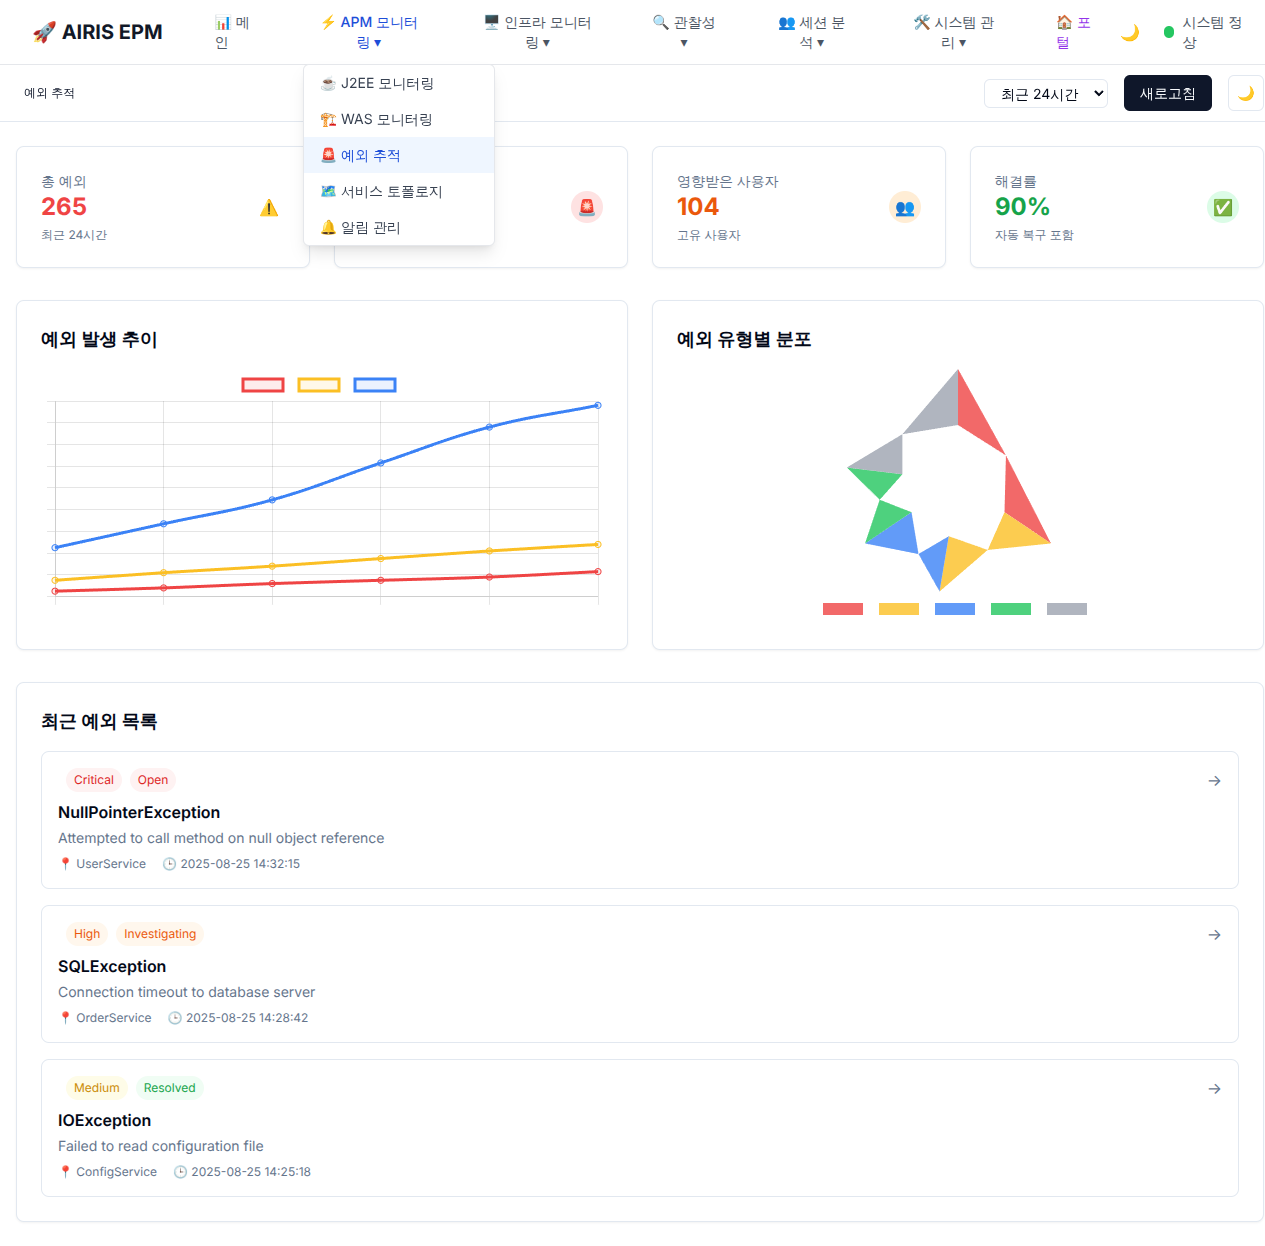 🚀 AIRIS EPM
📊 메
인
⚡ APM 모니터
링 ▾
🖥️ 인프라 모니터
링 ▾
🔍 관찰성
▾
👥 세션 분
석 ▾
🛠️ 시스템 관
리 ▾
🏠 포
털
🌙
시스템 정
상
예외 추적
최근 24시간
새로고침
🌙
☕ J2EE 모니터링
🏗️ WAS 모니터링
🚨 예외 추적
🗺️ 서비스 토폴로지
🔔 알림 관리
총 예외
265
최근 24시간
⚠️
🚨
영향받은 사용자
104
고유 사용자
👥
해결률
90%
자동 복구 포함
✅
예외 발생 추이
예외 유형별 분포
최근 예외 목록
Critical Open
→
NullPointerException
Attempted to call method on null object reference
📍 UserService 🕒 2025-08-25 14:32:15
High Investigating
→
SQLException
Connection timeout to database server
📍 OrderService 🕒 2025-08-25 14:28:42
Medium Resolved
→
IOException
Failed to read configuration file
📍 ConfigService 🕒 2025-08-25 14:25:18